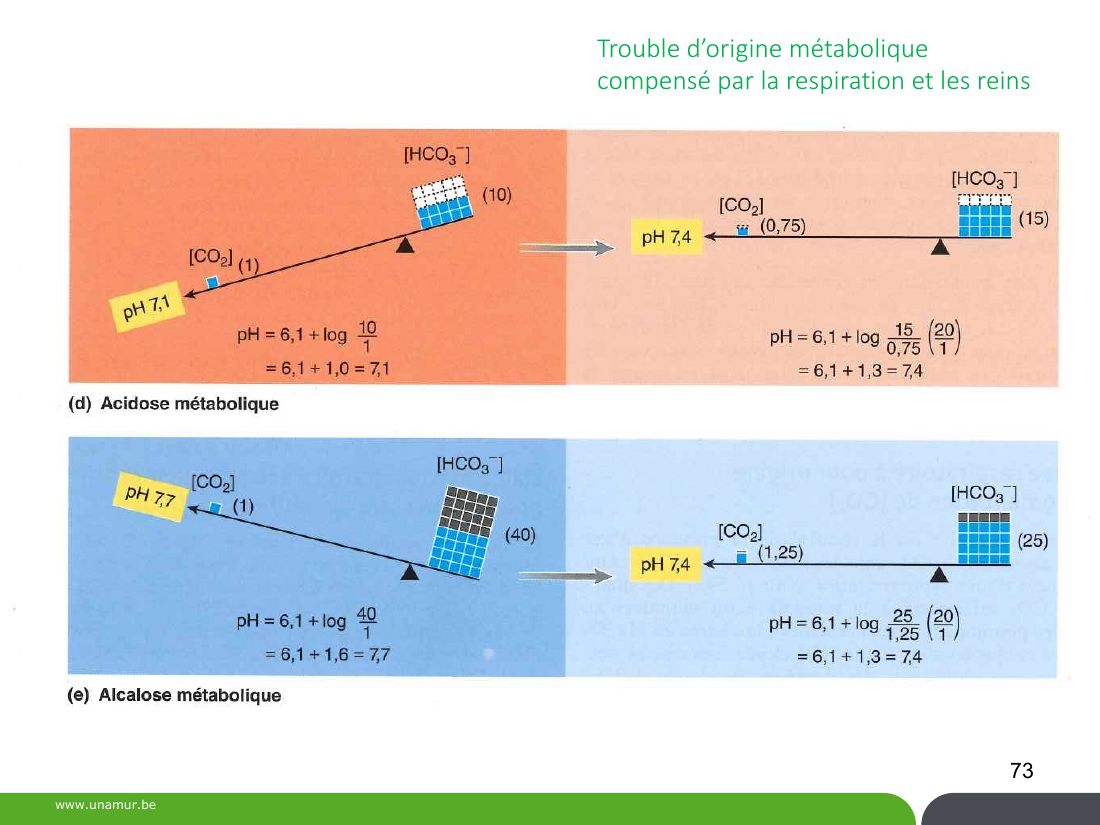 Trouble d’origine métabolique
compensé par la respiration et les reins
[HCO₃⁻]
(10)
[CO₂]
(1)
pH 7,1
pH = 6,1 + log 10/1
= 6,1 + 1,0 = 7,1
[HCO₃⁻]
(15)
[CO₂]
(0,75)
pH 7,4
pH = 6,1 + log 15/0,75 (20/1)
= 6,1 + 1,3 = 7,4
(d) Acidose métabolique
[HCO₃⁻]
(40)
[CO₂]
(1)
pH 7,7
pH = 6,1 + log 40/1
= 6,1 + 1,6 = 7,7
[HCO₃⁻]
(25)
[CO₂]
(1,25)
pH 7,4
pH = 6,1 + log 25/1,25 (20/1)
= 6,1 + 1,3 = 7,4
(e) Alcalose métabolique
73
www.unamur.be